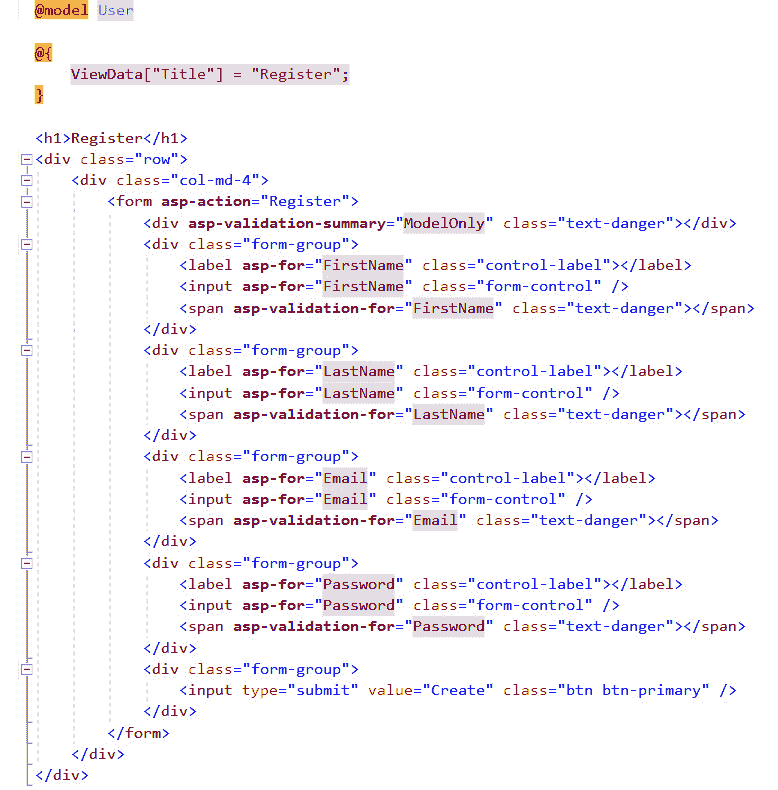 @model User
@{
ViewData["Title"] = "Register";
}
<h1>Register</h1>
<div class="row">
<div class="col-md-4">
<form asp-action="Register">
<div asp-validation-summary="ModelOnly" class="text-danger"></div>
<div class="form-group">
<label asp-for="FirstName" class="control-label"></label>
<input asp-for="FirstName" class="form-control" />
<span asp-validation-for="FirstName" class="text-danger"></span>
</div>
<div class="form-group">
<label asp-for="LastName" class="control-label"></label>
<input asp-for="LastName" class="form-control" />
<span asp-validation-for="LastName" class="text-danger"></span>
</div>
<div class="form-group">
<label asp-for="Email" class="control-label"></label>
<input asp-for="Email" class="form-control" />
<span asp-validation-for="Email" class="text-danger"></span>
</div>
<div class="form-group">
<label asp-for="Password" class="control-label"></label>
<input asp-for="Password" class="form-control" />
<span asp-validation-for="Password" class="text-danger"></span>
</div>
<div class="form-group">
<input type="submit" value="Create" class="btn btn-primary" />
</div>
</form>
</div>
</div>